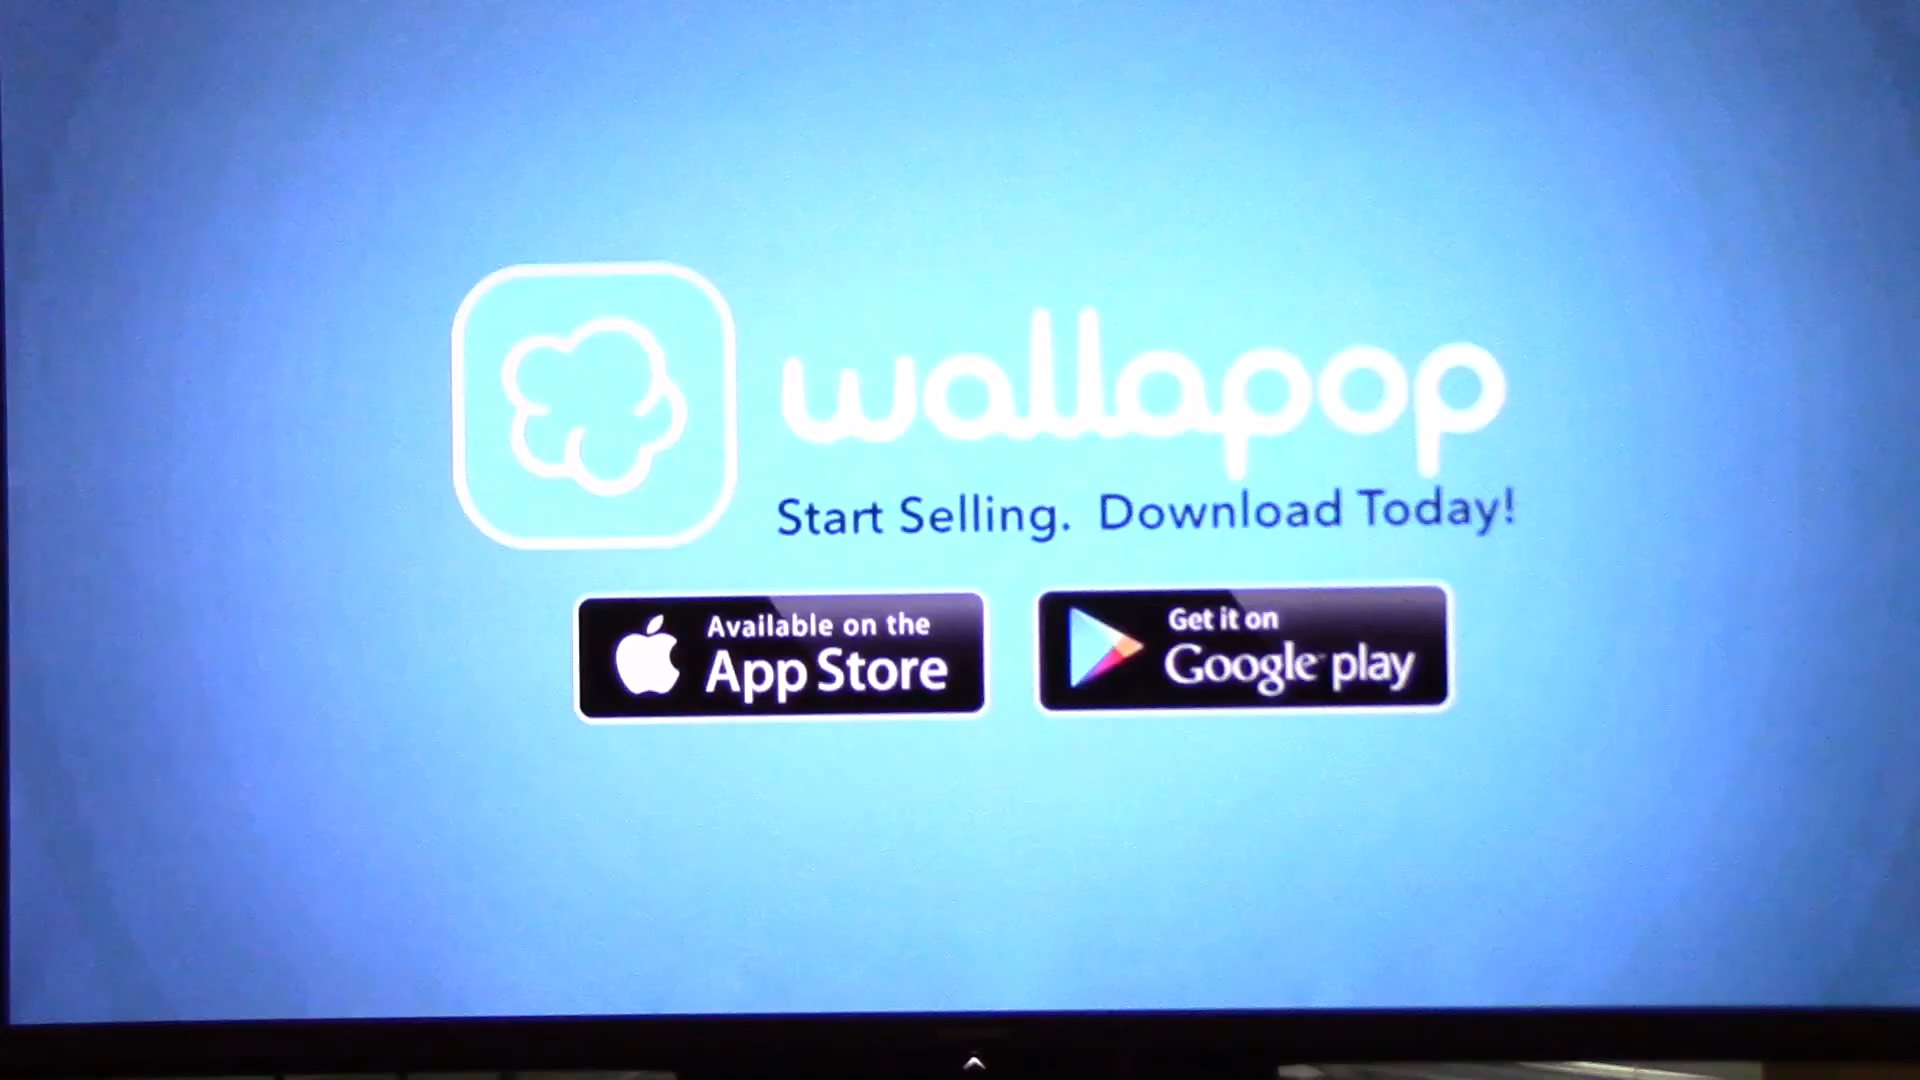 wallapop
Start Selling. Download Today!
Available on the
App Store
Get it on
Google play